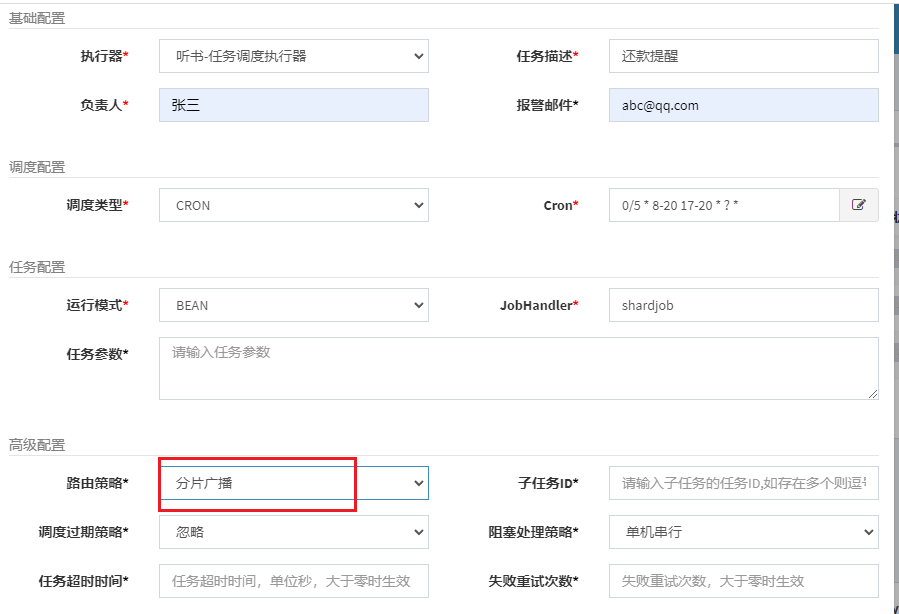 基础配置
执行器* 听书-任务调度执行器 任务描述* 还款提醒
负责人* 张三 报警邮件* abc@qq.com
调度配置
调度类型* CRON Cron* 0/5 * 8-20 17-20 * ? *
任务配置
运行模式* BEAN JobHandler* shardjob
任务参数* 请输入任务参数
高级配置
路由策略* 分片广播 子任务ID* 请输入子任务的任务ID,如存在多个则逗
调度过期策略* 忽略 阻塞处理策略* 单机串行
任务超时时间* 任务超时时间，单位秒，大于零时生效 失败重试次数* 失败重试次数，大于零时生效